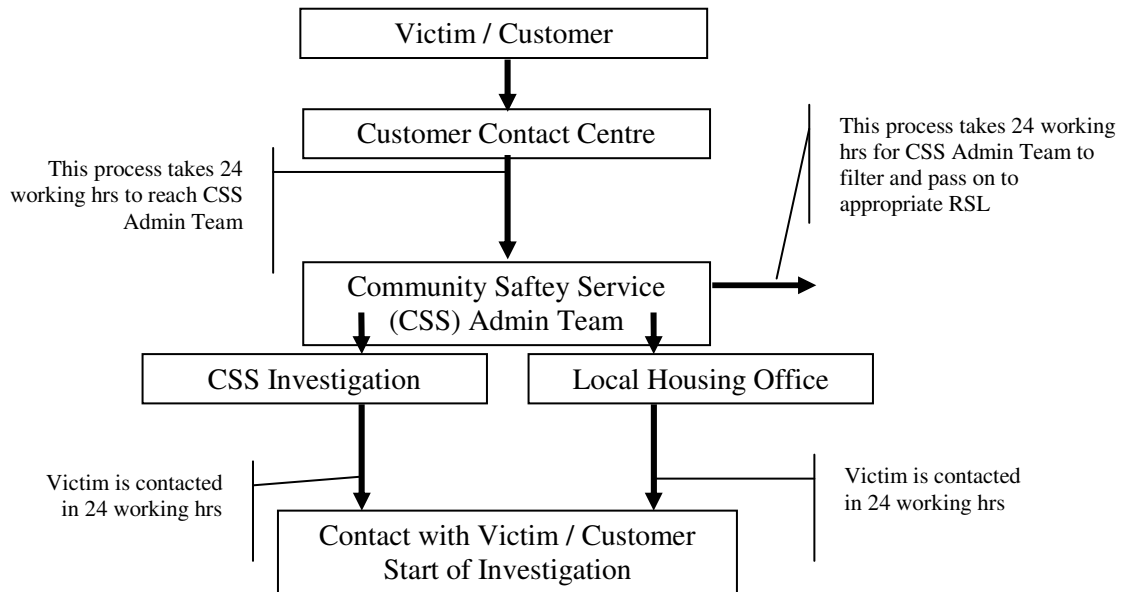 Victim / Customer
Customer Contact Centre
This process takes 24
working hrs to reach CSS
Admin Team
This process takes 24 working
hrs for CSS Admin Team to
filter and pass on to
appropriate RSL
Community Saftey Service
(CSS) Admin Team
CSS Investigation
Local Housing Office
Victim is contacted
in 24 working hrs
Victim is contacted
in 24 working hrs
Contact with Victim / Customer
Start of Investigation